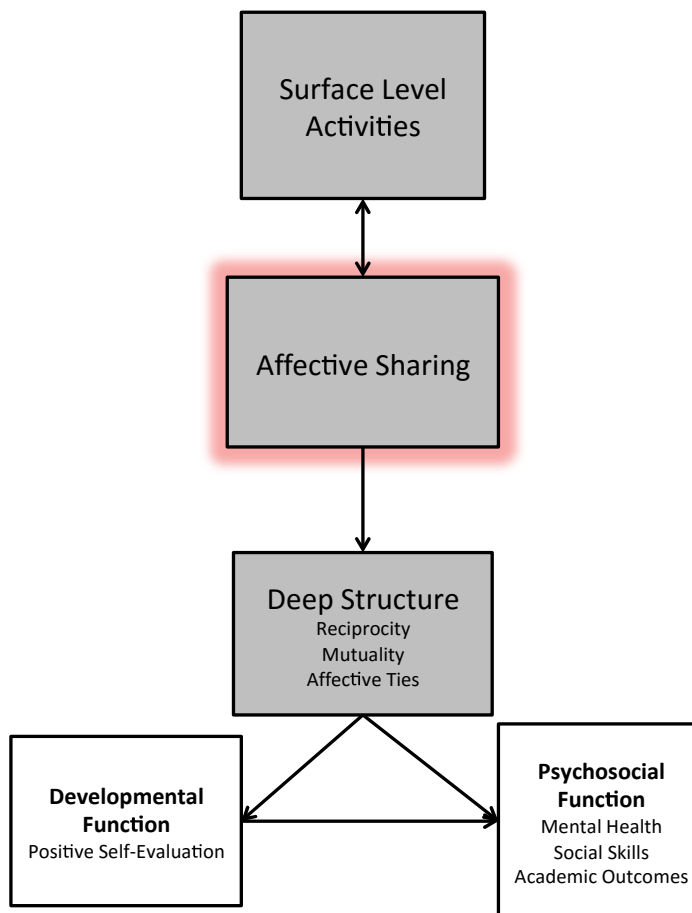 Surface Level
Activities
Affective Sharing
Deep Structure
Reciprocity
Mutuality
Affective Ties
Developmental
Function
Positive Self-Evaluation
Psychosocial
Function
Mental Health
Social Skills
Academic Outcomes